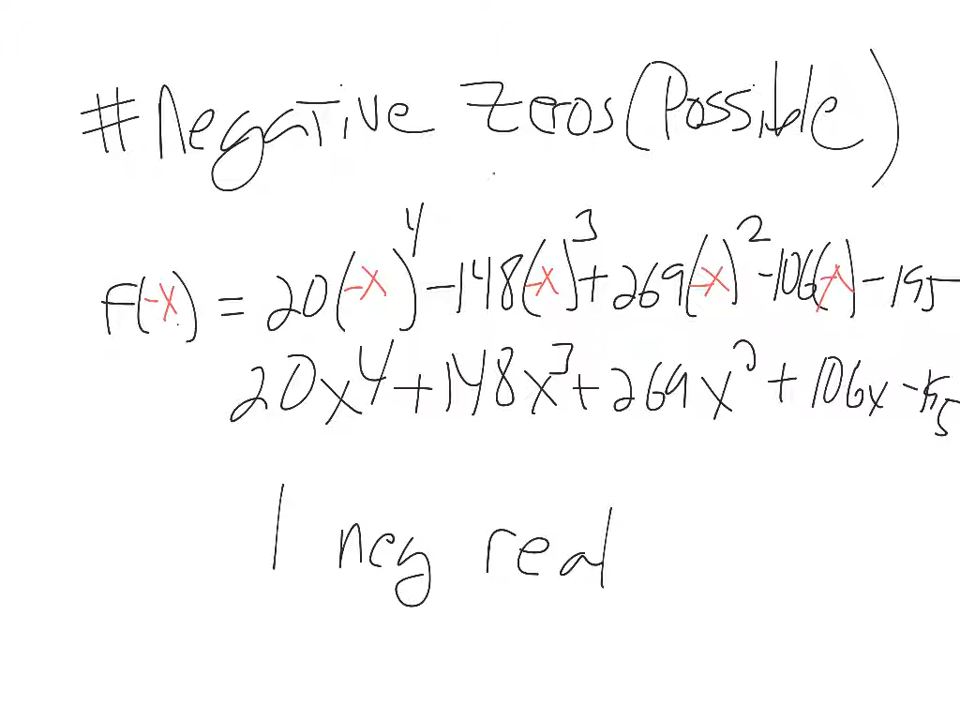 #Negative Zeros (Possible)
F(-x) = 20(-x)^4 - 148(-x)^3 + 269(-x)^2 - 106(-x) - 195
20x^4 + 148x^3 + 269x^2 + 106x - 195
1 neg real